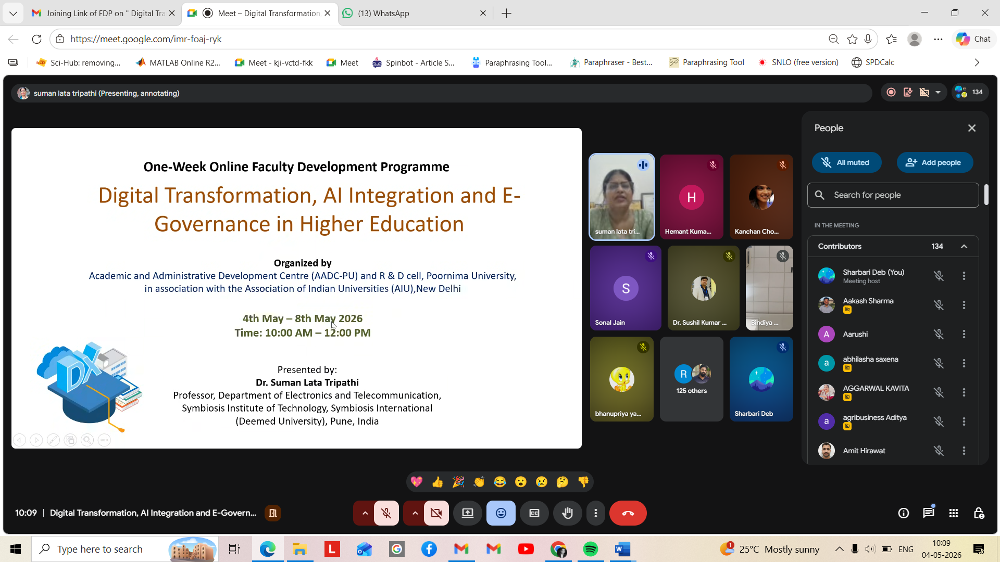 Joining Link of FDP on " Digital Tra
Meet – Digital Transformation,
(13) WhatsApp
https://meet.google.com/imr-foaj-ryk
Chat
Sci-Hub: removing...
MATLAB Online R2...
Meet - kji-vctd-fkk
Meet
Spinbot - Article S...
Paraphrasing Tool...
Paraphraser - Best...
Paraphrasing Tool
SNLO (free version)
SPDCalc
suman lata tripathi (Presenting, annotating)
134
One-Week Online Faculty Development Programme
Digital Transformation, AI Integration and E-
Governance in Higher Education
Organized by
Academic and Administrative Development Centre (AADC-PU) and R & D cell, Poornima University,
in association with the Association of Indian Universities (AIU),New Delhi
4th May – 8th May 2026
Time: 10:00 AM – 12:00 PM
DX
Presented by:
Dr. Suman Lata Tripathi
Professor, Department of Electronics and Telecommunication,
Symbiosis Institute of Technology, Symbiosis International
(Deemed University), Pune, India
suman lata tri...
H
Hemant Kuma...
Kanchan Cho...
S
Sonal Jain
Dr. Sushil Kumar ...
Bindiya ...
bhanupriya ya...
R
125 others
Sharbari Deb
People
All muted
Add people
Search for people
IN THE MEETING
Contributors
134
Sharbari Deb (You)
Meeting host
Aakash Sharma
A
Aarushi
a
abhilasha saxena
AGGARWAL KAVITA
a
agribusiness Aditya
Amit Hirawat
10:09
Digital Transformation, AI Integration and E-Govern...
CC
Type here to search
L
G
W
1
25°C Mostly sunny
ENG
10:09
04-05-2026